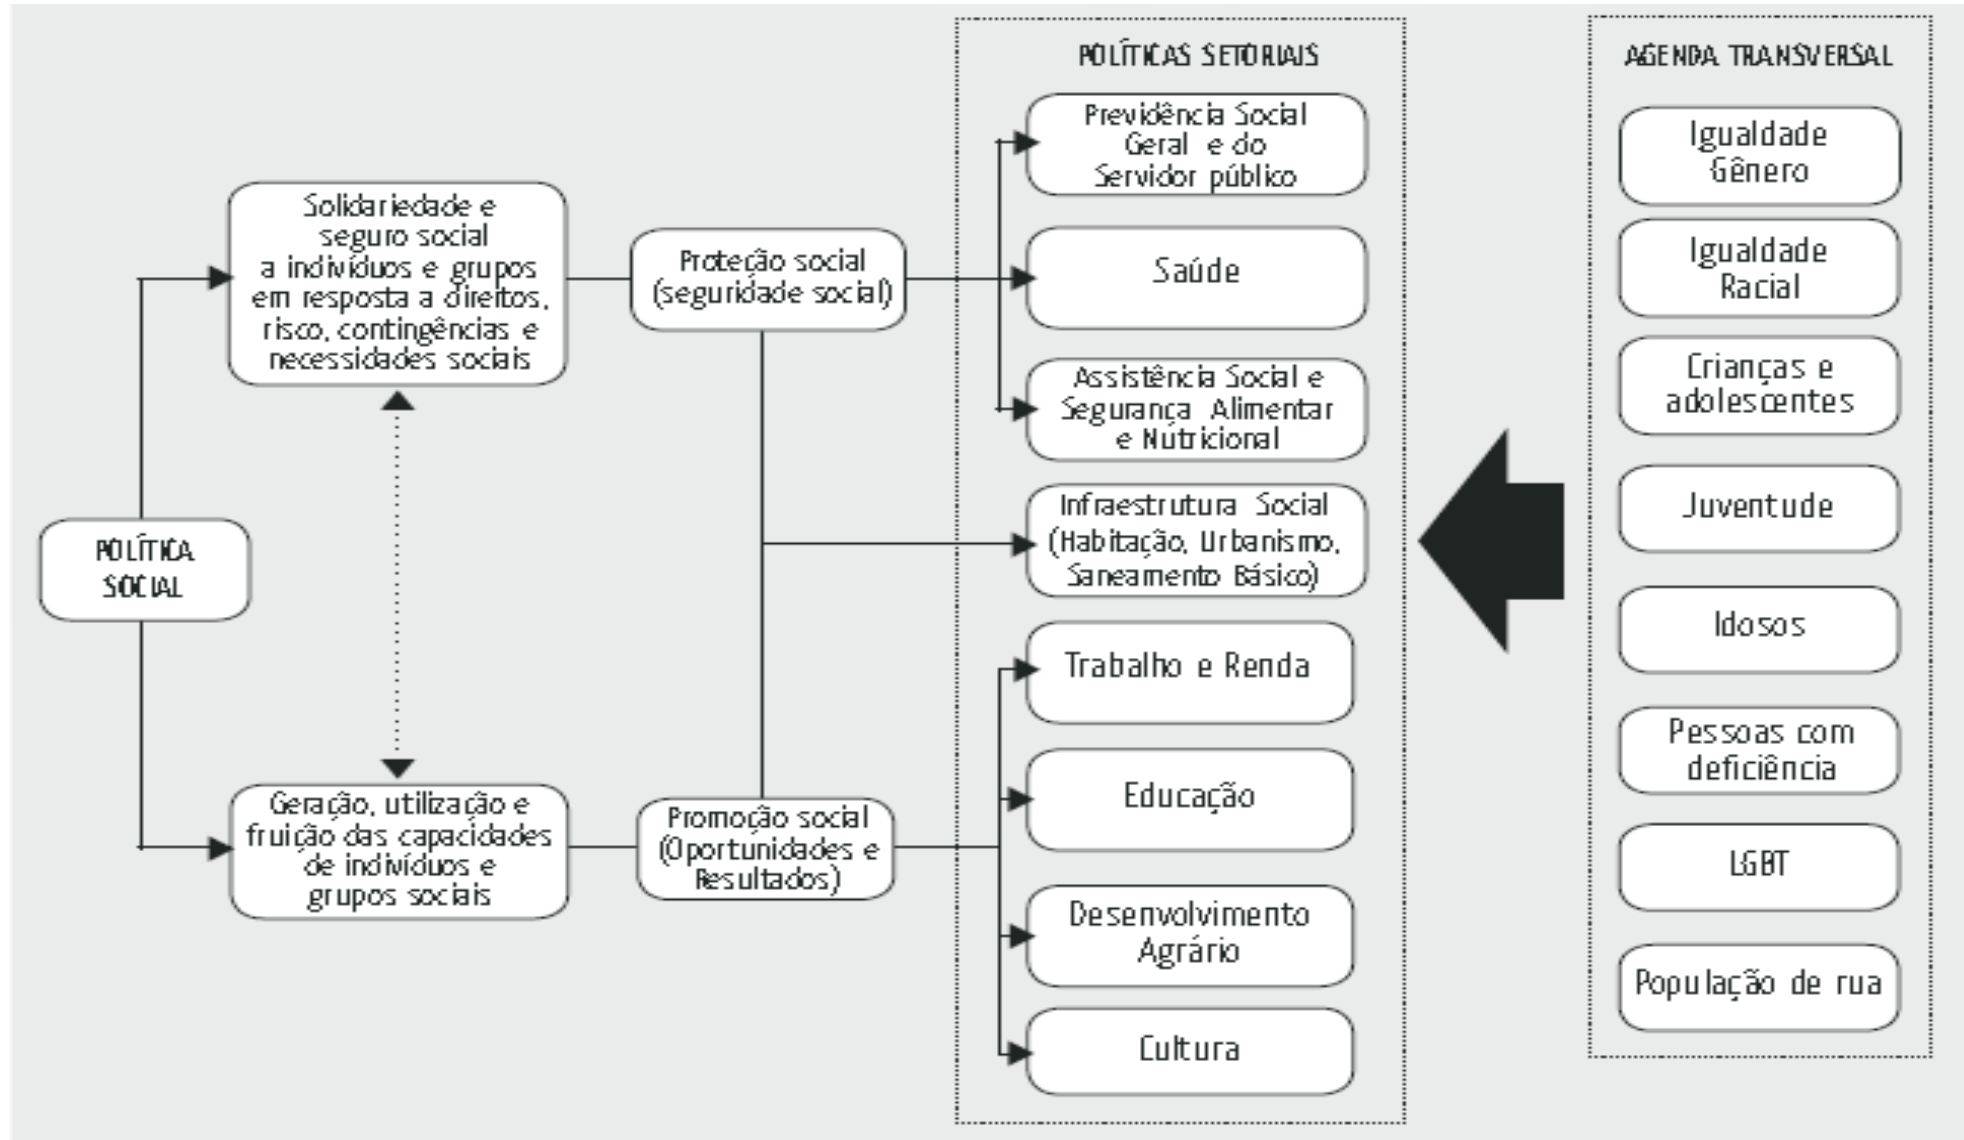 POLÍTICA
SOCIAL
Solidariedade e
seguro social
a indivíduos e grupos
em resposta a direitos,
risco, contingências e
necessidades sociais
Geração, utilização e
fruição das capacidades
de indivíduos e
grupos sociais
Proteção social
(seguridade social)
Promoção social
(Oportunidades e
Resultados)
POLÍTICAS SETORIAIS
Previdência Social
Geral e do
Servidor público
Saúde
Assistência Social e
Segurança Alimentar
e Nutricional
Infraestrutura Social
(Habitação, Urbanismo,
Saneamento Básico)
Trabalho e Renda
Educação
Desenvolvimento
Agrário
Cultura
AGENDA TRANSVERSAL
Igualdade
Gênero
Igualdade
Racial
Crianças e
adolescentes
Juventude
Idosos
Pessoas com
deficiência
LGBT
População de rua